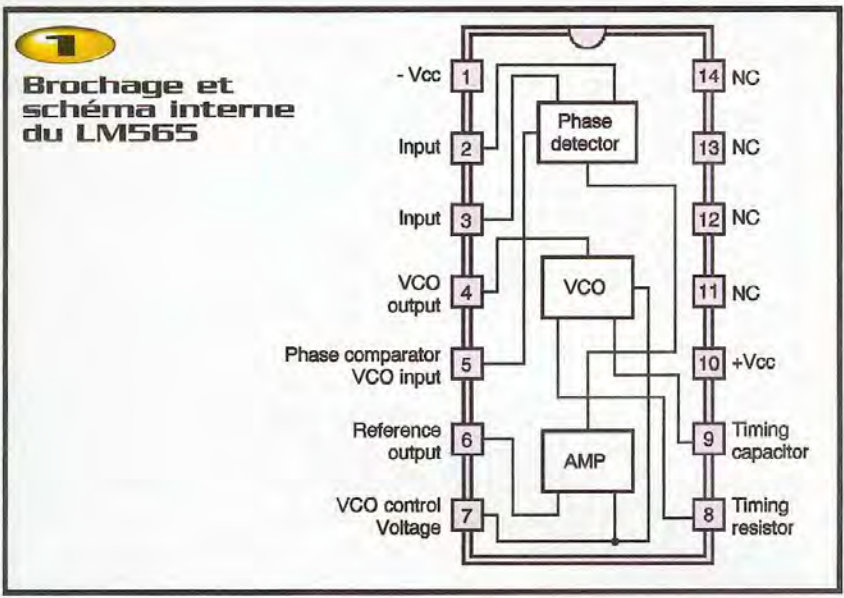 1
Brochage et
schéma interne
du LM565
- Vcc 1
Input 2
Input 3
VCO
output 4
Phase comparator
VCO input 5
Reference
output 6
VCO control
Voltage 7
Phase
detector
VCO
AMP
14 NC
13 NC
12 NC
11 NC
10 +Vcc
9 Timing
capacitor
8 Timing
resistor